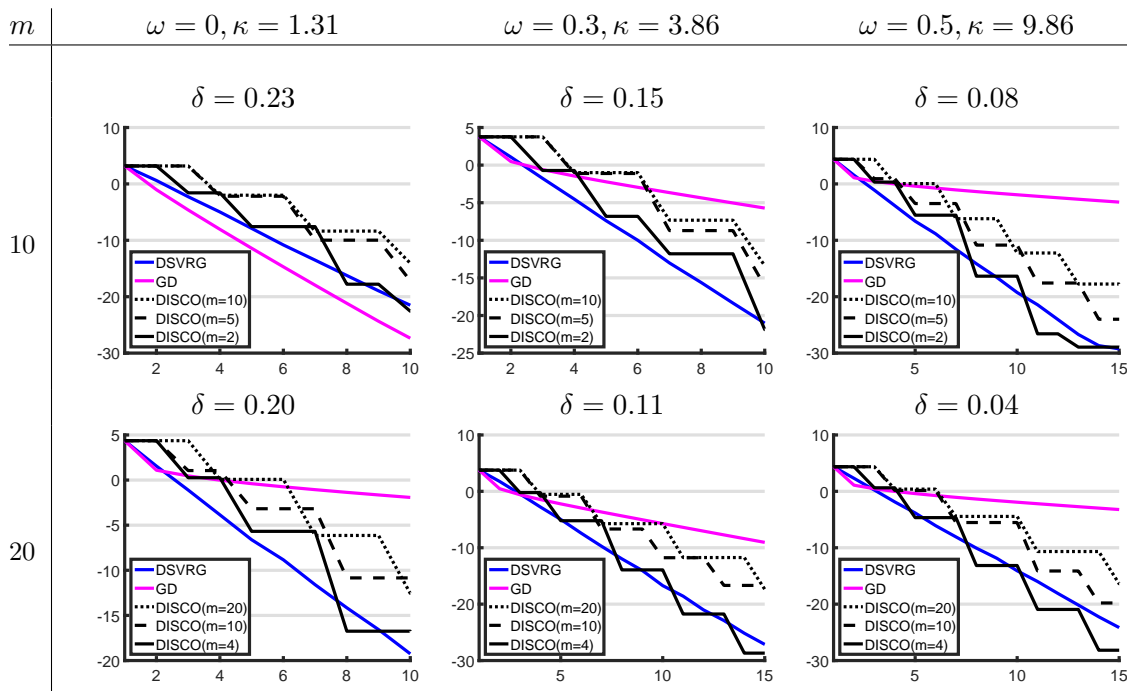 m ω = 0, κ = 1.31 ω = 0.3, κ = 3.86 ω = 0.5, κ = 9.86
δ = 0.23 δ = 0.15 δ = 0.08
10
10
0
-10
-20
-30
2 4 6 8 10
DSVRG
GD
DISCO(m=10)
DISCO(m=5)
DISCO(m=2)
5
0
-5
-10
-15
-20
-25
2 4 6 8 10
DSVRG
GD
DISCO(m=10)
DISCO(m=5)
DISCO(m=2)
10
0
-10
-20
-30
5 10 15
DSVRG
GD
DISCO(m=10)
DISCO(m=5)
DISCO(m=2)
δ = 0.20 δ = 0.11 δ = 0.04
20
5
0
-5
-10
-15
-20
2 4 6 8 10
DSVRG
GD
DISCO(m=20)
DISCO(m=10)
DISCO(m=4)
10
0
-10
-20
-30
5 10 15
DSVRG
GD
DISCO(m=20)
DISCO(m=10)
DISCO(m=4)
10
0
-10
-20
-30
5 10 15
DSVRG
GD
DISCO(m=20)
DISCO(m=10)
DISCO(m=4)